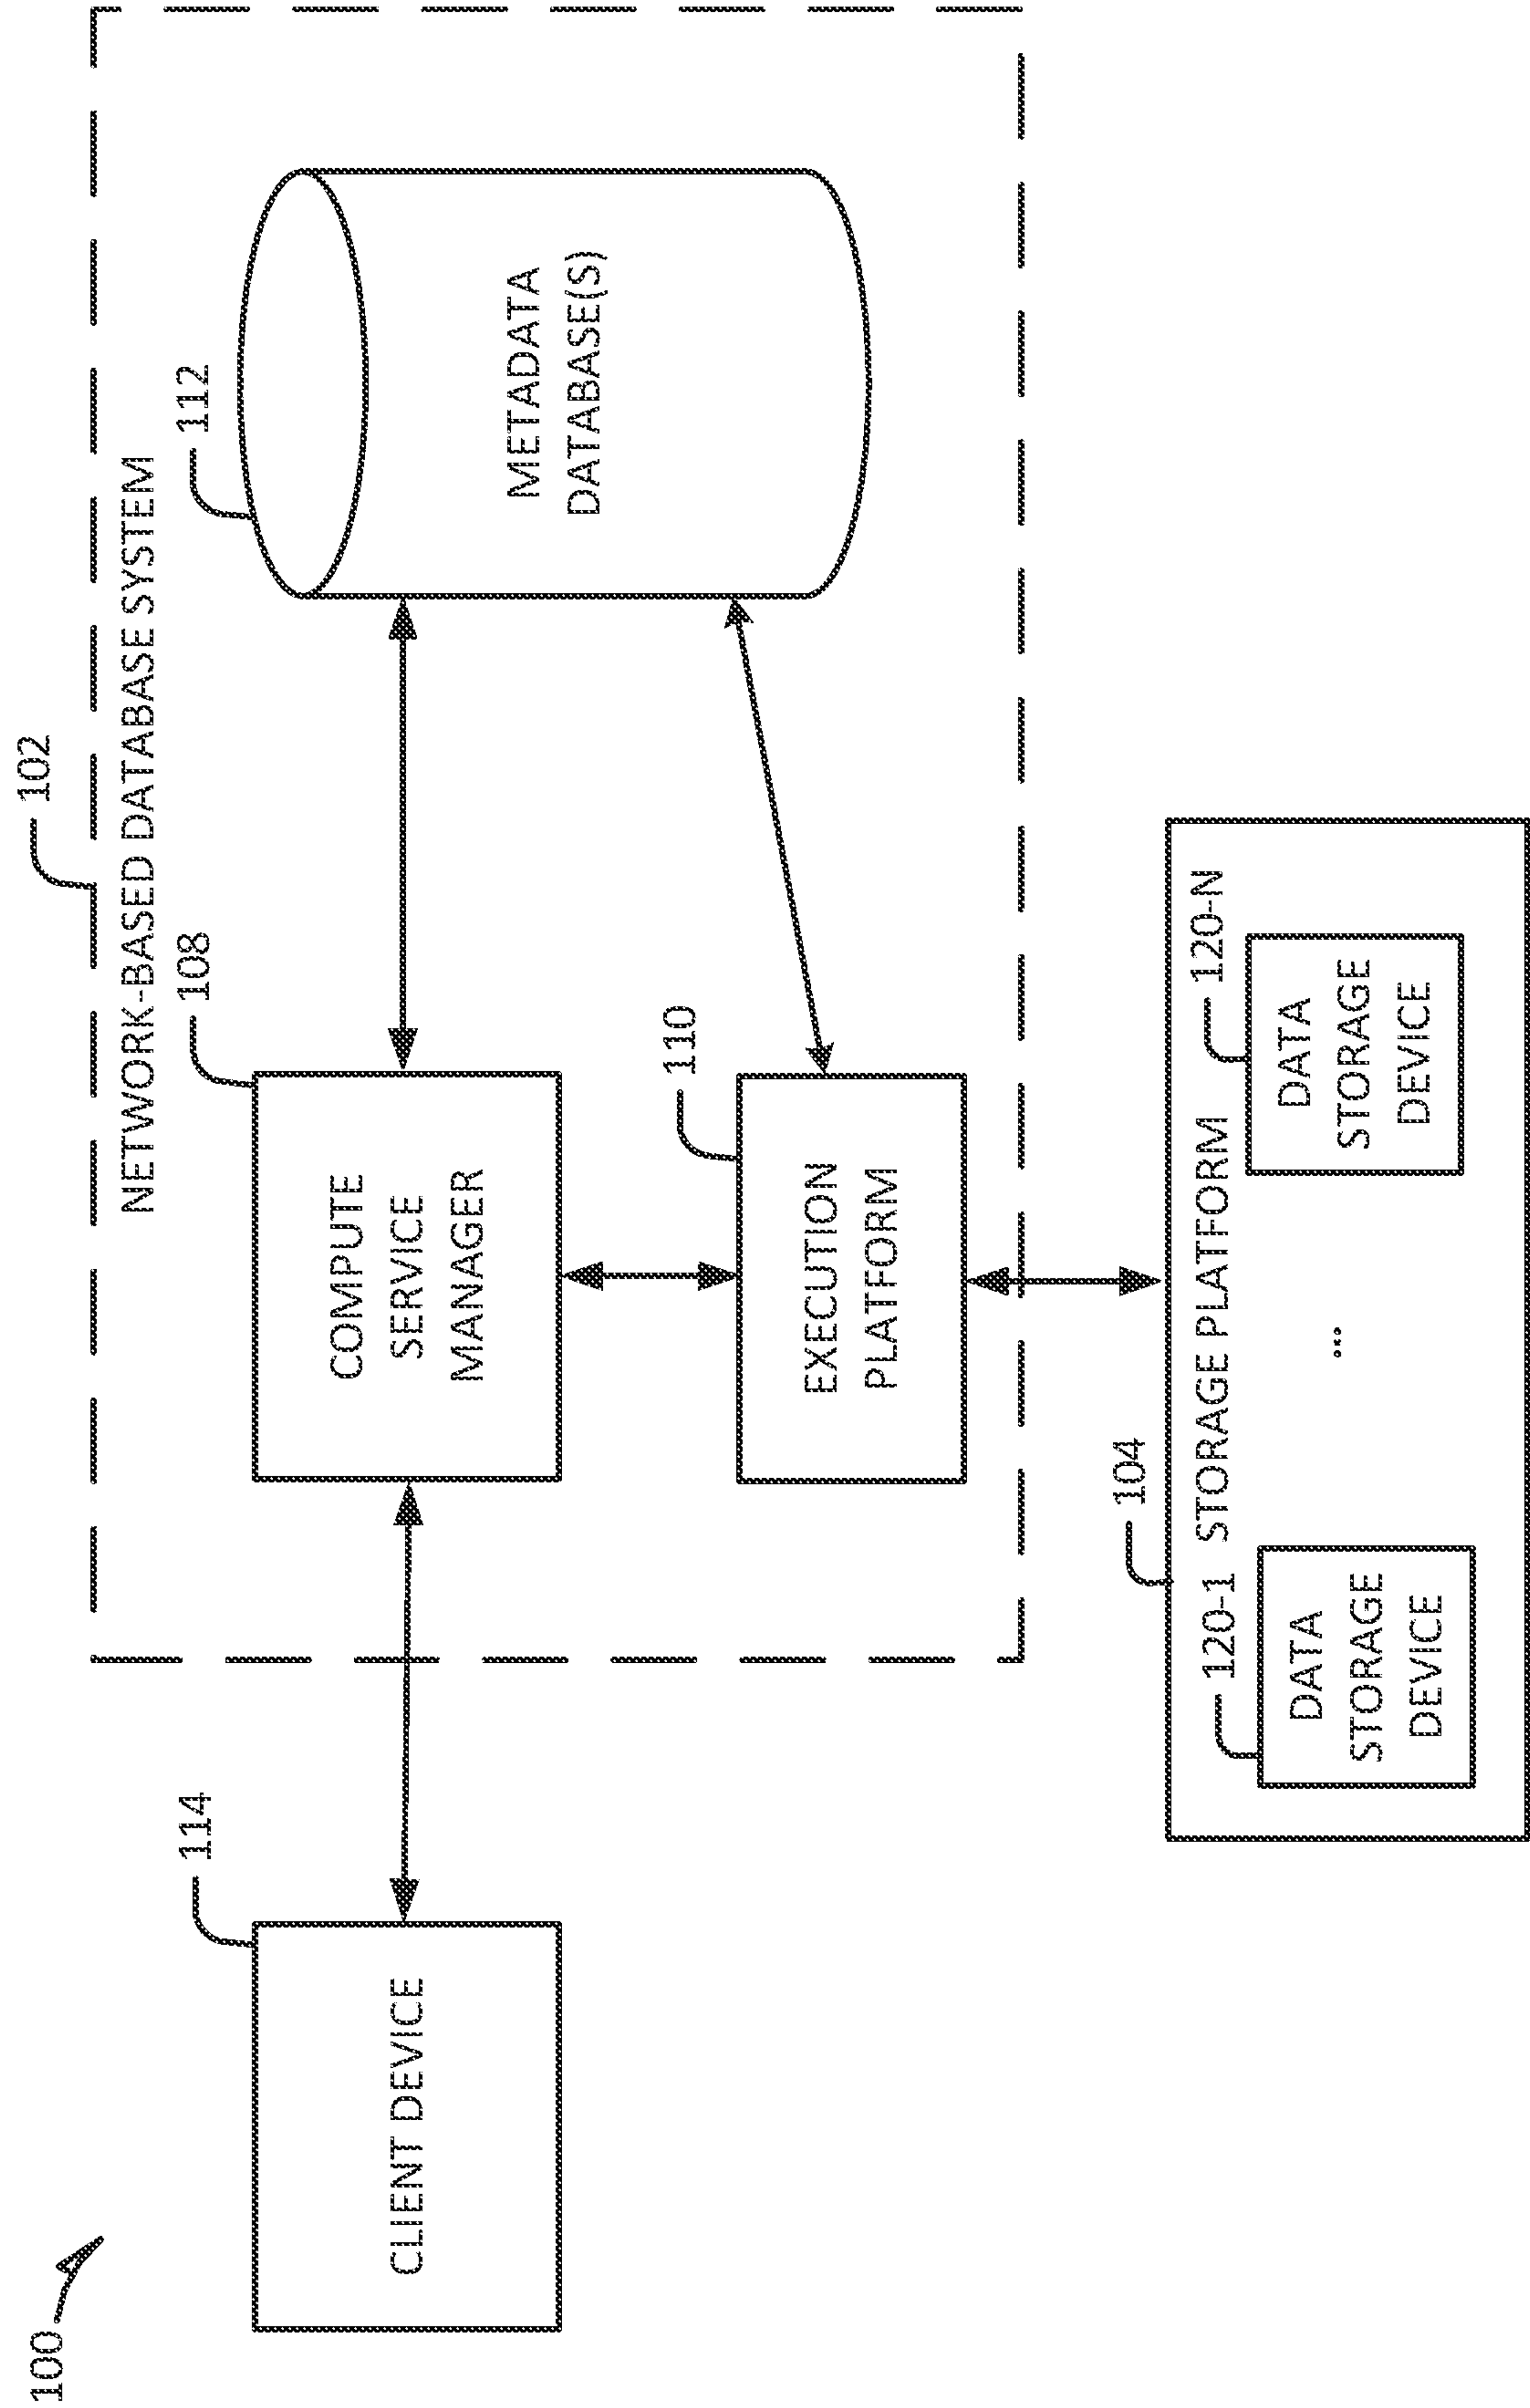 100
102
NETWORK-BASED DATABASE SYSTEM
114
108
112
CLIENT DEVICE
COMPUTE
SERVICE
MANAGER
METADATA
DATABASE(S)
110
EXECUTION
PLATFORM
104
STORAGE PLATFORM
120-1
120-N
DATA
STORAGE
DEVICE
...
DATA
STORAGE
DEVICE